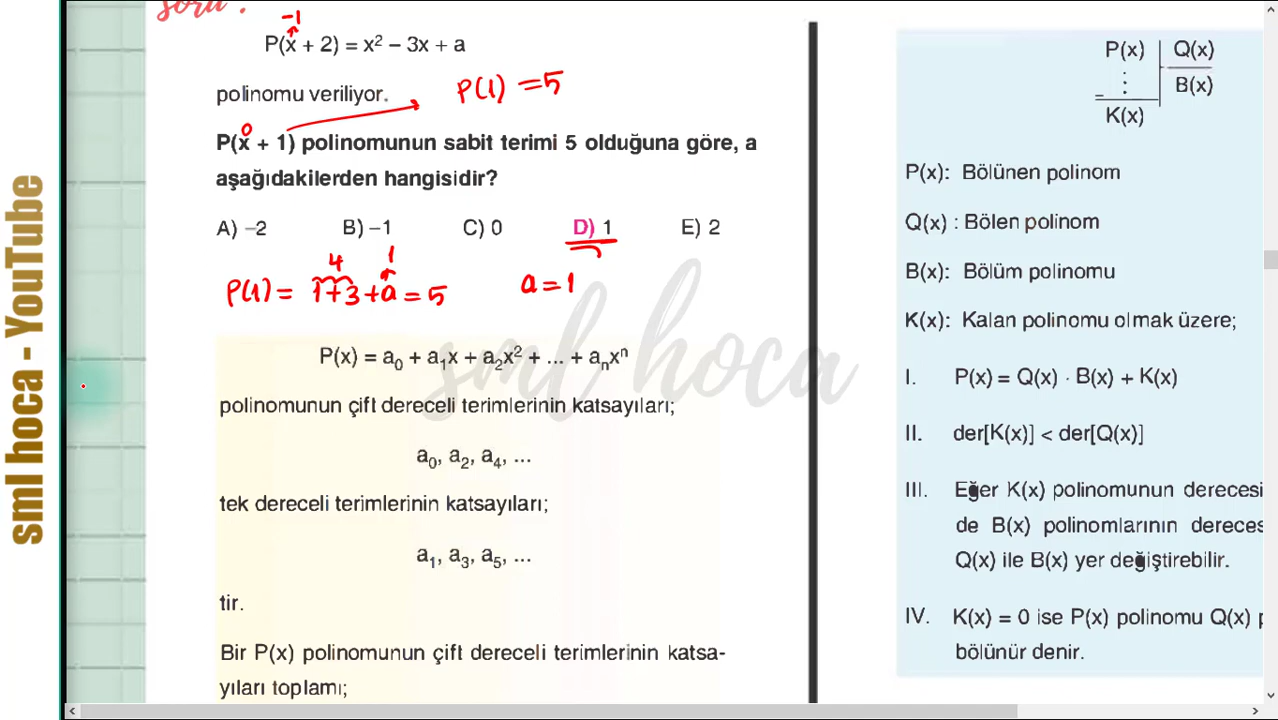 soru.
-1
P(x + 2) = x² – 3x + a
polinomu veriliyor.
P(1) = 5
0
P(x + 1) polinomunun sabit terimi 5 olduğuna göre, a
aşağıdakilerden hangisidir?
A) –2 B) –1 C) 0 D) 1 E) 2
4 1
P(1) = 1+3+a = 5 a = 1
P(x) = a₀ + a₁x + a₂x² + ... + aₙxⁿ
polinomunun çift dereceli terimlerinin katsayıları;
a₀, a₂, a₄, ...
tek dereceli terimlerinin katsayıları;
a₁, a₃, a₅, ...
tir.
Bir P(x) polinomunun çift dereceli terimlerinin katsa-
yıları toplamı;
P(x) Q(x)
⋮ B(x)
–
K(x)
P(x): Bölünen polinom
Q(x) : Bölen polinom
B(x): Bölüm polinomu
K(x): Kalan polinomu olmak üzere;
I. P(x) = Q(x) · B(x) + K(x)
II. der[K(x)] < der[Q(x)]
III. Eğer K(x) polinomunun derecesi
de B(x) polinomlarının dereces
Q(x) ile B(x) yer değiştirebilir.
IV. K(x) = 0 ise P(x) polinomu Q(x) p
bölünür denir.
sml hoca - YouTube
sml hoca